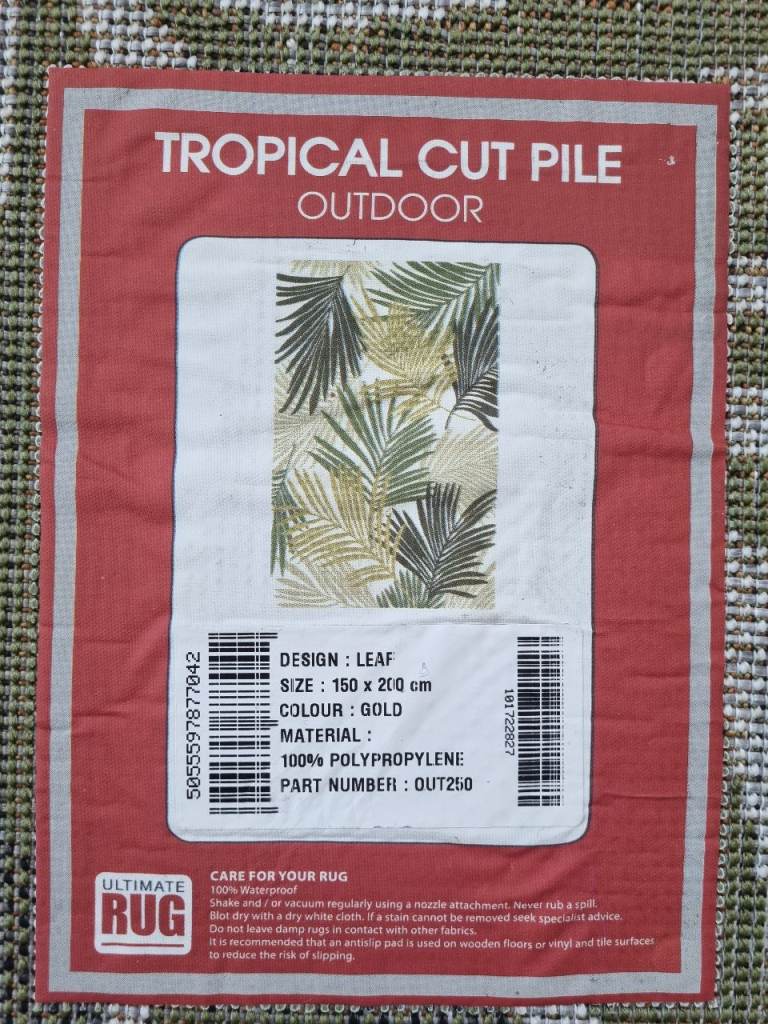 TROPICAL CUT PILE
OUTDOOR
5055597877042
DESIGN : LEAF
SIZE : 150 x 200 cm
COLOUR : GOLD
MATERIAL :
100% POLYPROPYLENE
PART NUMBER : OUT250
101722827
ULTIMATE
RUG
CARE FOR YOUR RUG
100% Waterproof
Shake and / or vacuum regularly using a nozzle attachment. Never rub a spill.
Blot dry with a dry white cloth. If a stain cannot be removed seek specialist advice.
Do not leave damp rugs in contact with other fabrics.
It is recommended that an antislip pad is used on wooden floors or vinyl and tile surfaces
to reduce the risk of slipping.